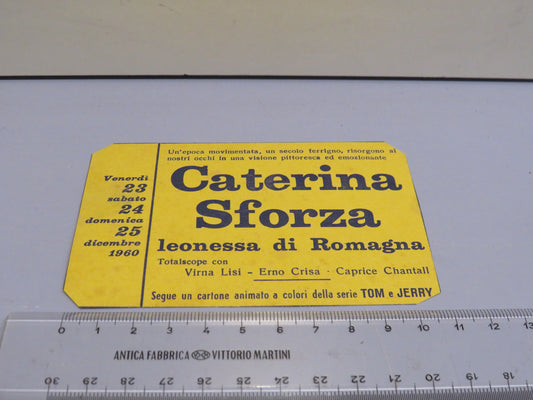 Venerdì
23
sabato
24
domenica
25
dicembre
1960
Un'epoca movimentata, un secolo ferrigno, risorgono ai
nostri occhi in una visione pittoresca ed emozionante
Caterina
Sforza
leonessa di Romagna
Totalscope con
Virna Lisi - Erno Crisa · Caprice Chantall
Segue un cartone animato a colori della serie TOM e JERRY
0 1 2 3 4 5 6 7 8 9 10 11 12 13
ANTICA FABBRICA VITTORIO MARTINI
30 29 28 27 26 25 24 23 22 21 20 19 18 17